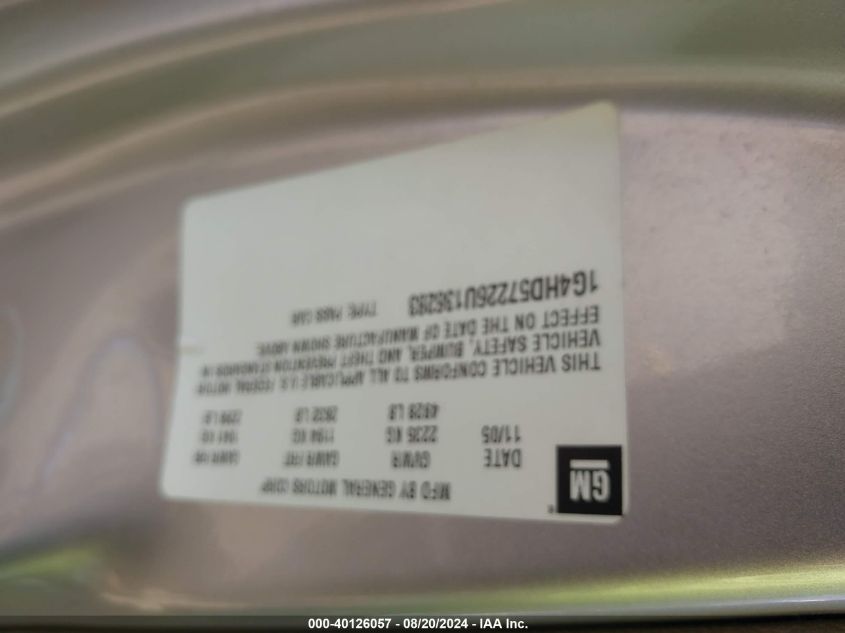 GM
MFD BY GENERAL MOTORS CORP
DATE GVWR GAWR FRT GAWR RR
11/05 2235 KG 1194 KG 1041 KG
4928 LB 2632 LB 2296 LB
THIS VEHICLE CONFORMS TO ALL APPLICABLE U.S. FEDERAL MOTOR
VEHICLE SAFETY, BUMPER, AND THEFT PREVENTION STANDARDS IN
EFFECT ON THE DATE OF MANUFACTURE SHOWN ABOVE.
1G4HD57226U136293 TYPE: PASS CAR
000-40126057 - 08/20/2024 - IAA Inc.